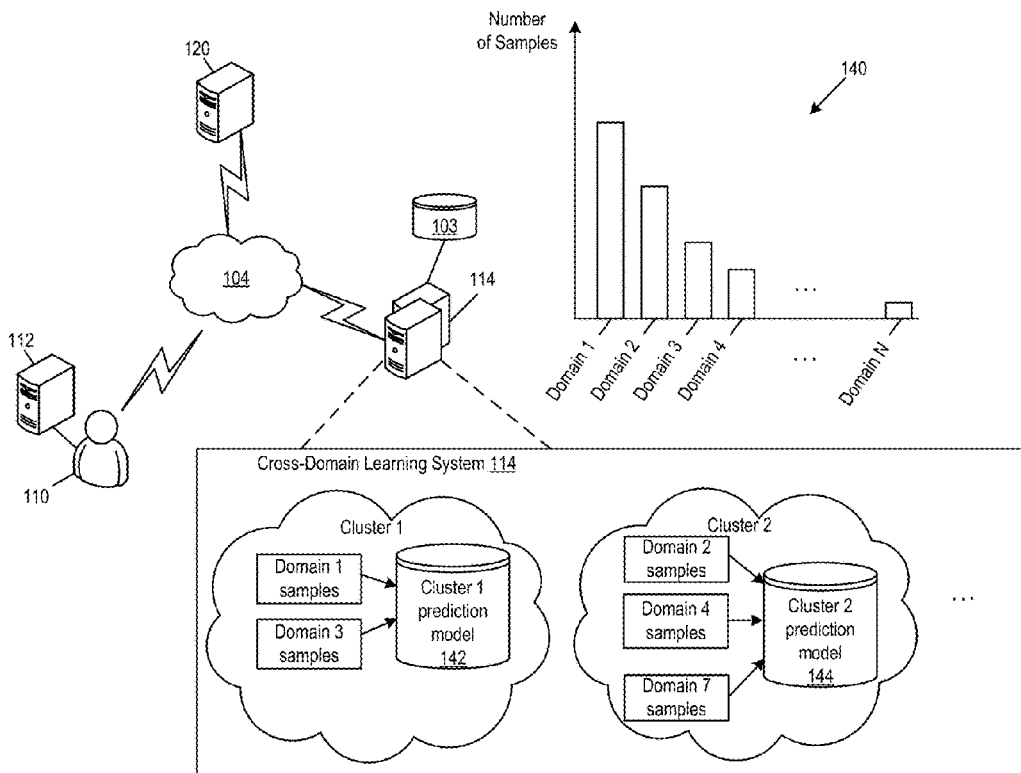 Number
of Samples
120
140
103
104
114
112
110
Domain 1
Domain 2
Domain 3
Domain 4
...
...
Domain N
Cross-Domain Learning System 114
Cluster 1
Domain 1
samples
Domain 3
samples
Cluster 1
prediction
model
142
Cluster 2
Domain 2
samples
Domain 4
samples
Domain 7
samples
Cluster 2
prediction
model
144
...